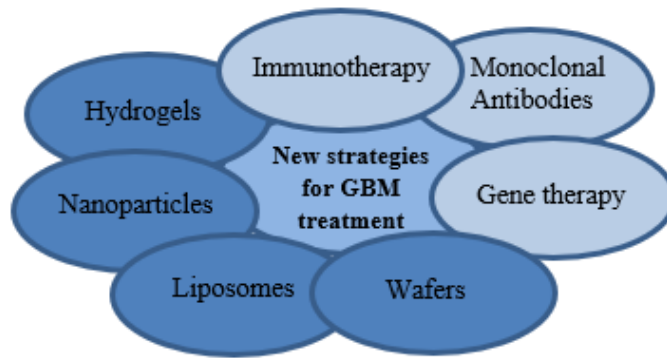 Immunotherapy
Monoclonal
Antibodies
Hydrogels
New strategies
for GBM
treatment
Gene therapy
Nanoparticles
Liposomes
Wafers